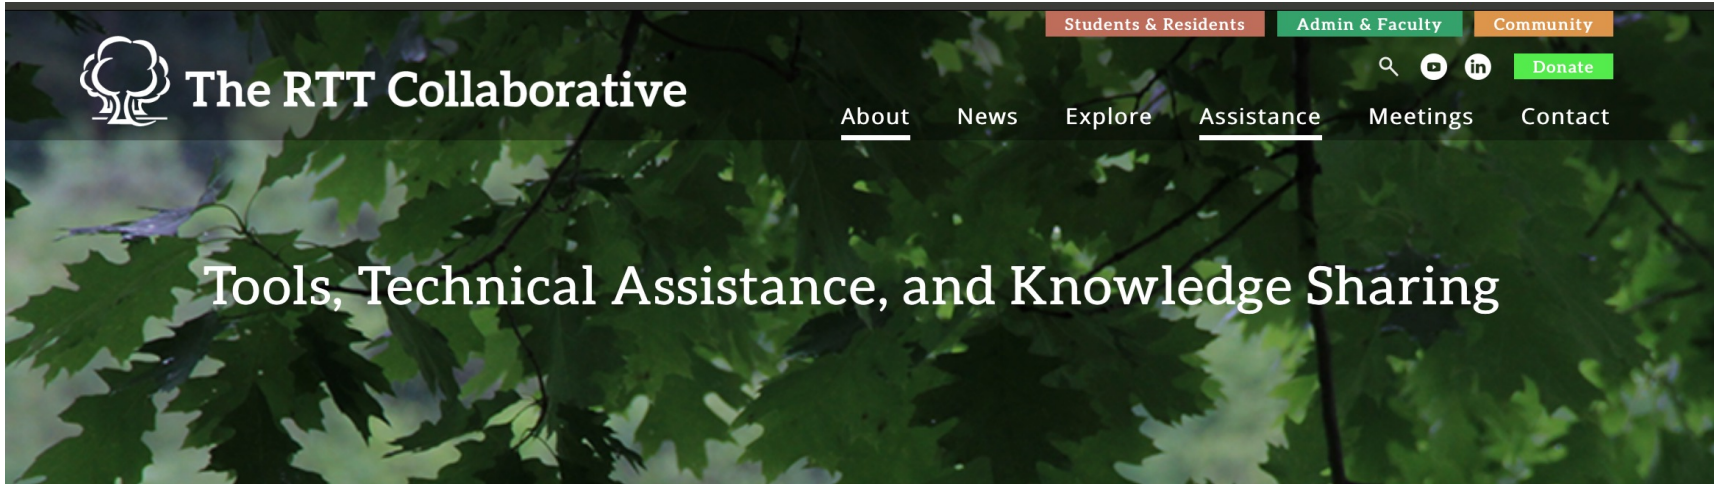 Students & Residents Admin & Faculty Community
The RTT Collaborative
in Donate
About News Explore Assistance Meetings Contact
Tools, Technical Assistance, and Knowledge Sharing